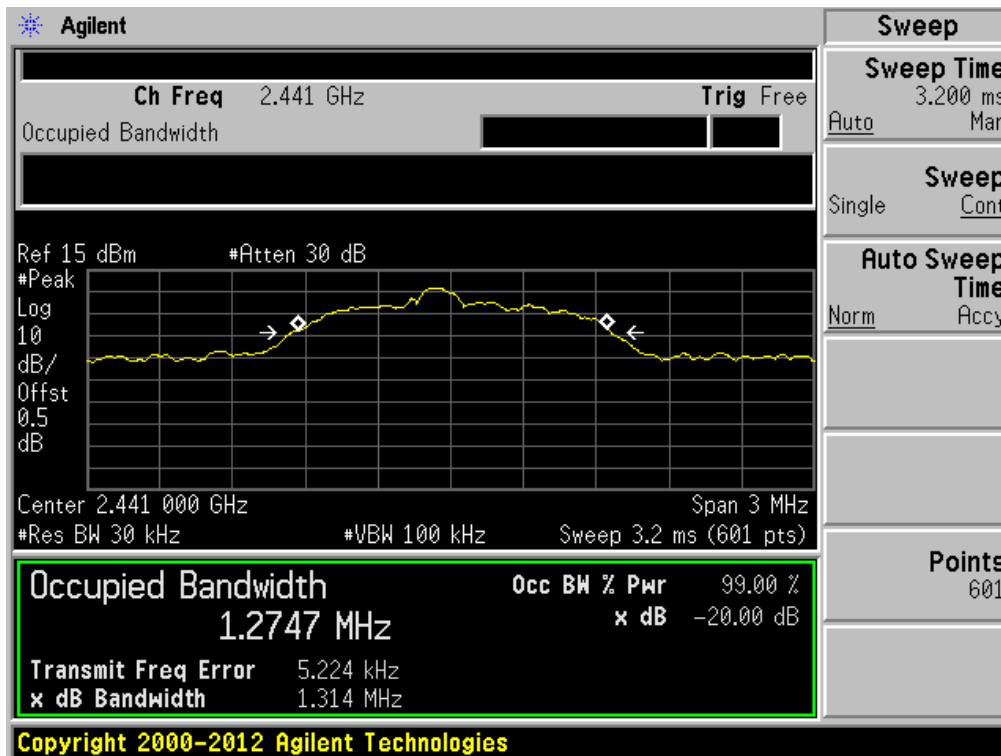 Agilent
Sweep
Ch Freq 2.441 GHz Trig Free
Occupied Bandwidth
Sweep Time
3.200 ms
Auto Man
Sweep
Single Cont
Auto Sweep
Time
Norm Accy
Points
601
Ref 15 dBm #Atten 30 dB
#Peak
Log
10
dB/
Offst
0.5
dB
Center 2.441 000 GHz Span 3 MHz
#Res BW 30 kHz #VBW 100 kHz Sweep 3.2 ms (601 pts)
Occupied Bandwidth
1.2747 MHz
Occ BW % Pwr 99.00 %
x dB -20.00 dB
Transmit Freq Error 5.224 kHz
x dB Bandwidth 1.314 MHz
Copyright 2000-2012 Agilent Technologies